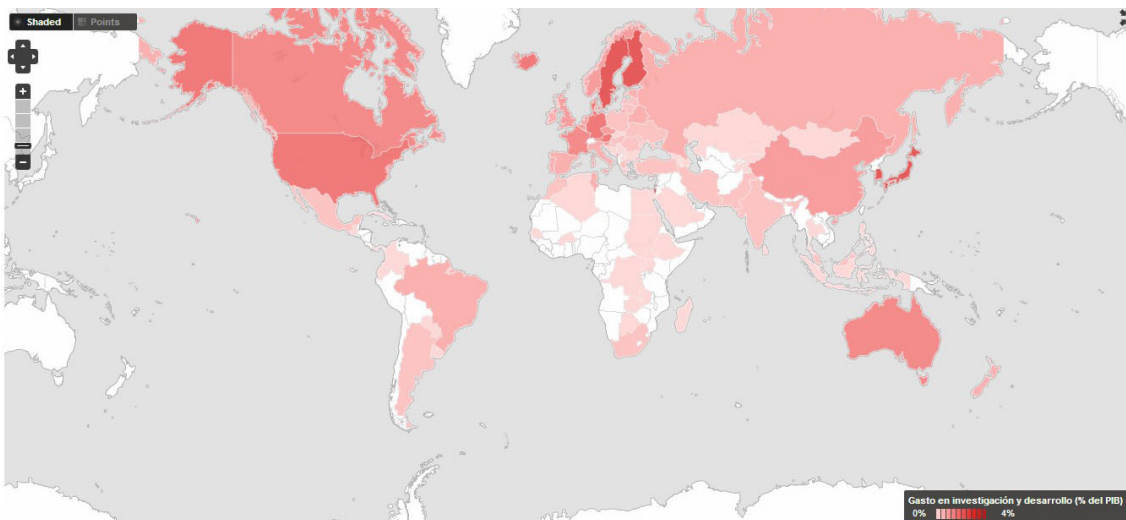 Shaded Points
Gasto en investigación y desarrollo (% del PIB)
0% 4%